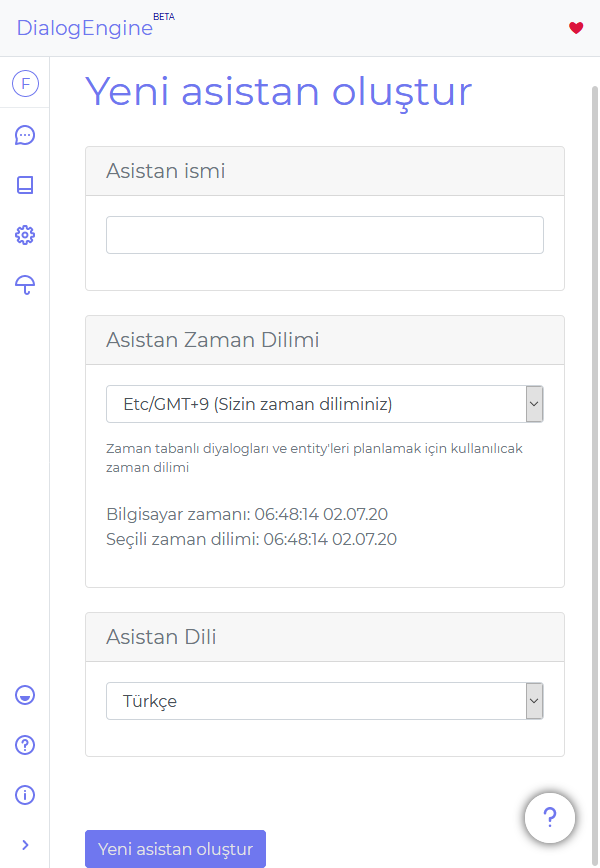 DialogEngine BETA
F
Yeni asistan oluştur
Asistan ismi
Asistan Zaman Dilimi
Etc/GMT+9 (Sizin zaman diliminiz)
Zaman tabanlı diyalogları ve entity'leri planlamak için kullanılıcak
zaman dilimi
Bilgisayar zamanı: 06:48:14 02.07.20
Seçili zaman dilimi: 06:48:14 02.07.20
Asistan Dili
Türkçe
?
Yeni asistan oluştur